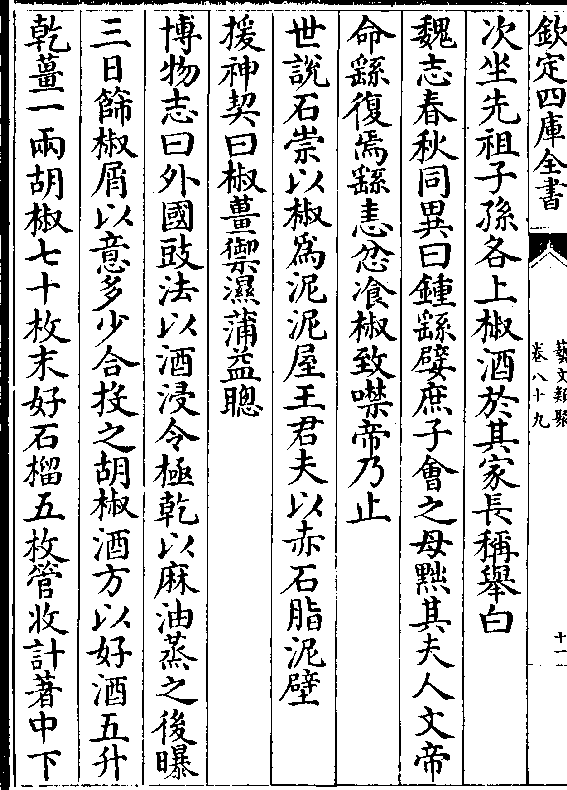 欽定四庫全書
藝文類聚
卷八十九
十一
次坐先祖子孫各上椒酒於其家長稱舉白
魏志春秋同異曰鍾繇嬖庶子㑹之母黜其夫人文帝
命繇復焉繇恚忿飡椒致噤帝乃止
世說石崇以椒為泥泥屋王君夫以赤石脂泥壁
援神契曰椒薑禦濕蒲益聰
博物志曰外國豉法以酒浸令極乾以麻油蒸之後曝
三日篩椒屑以意多少合投之胡椒酒方以好酒五升
乾薑一兩胡椒七十枚末好石榴五枚管收計著中下